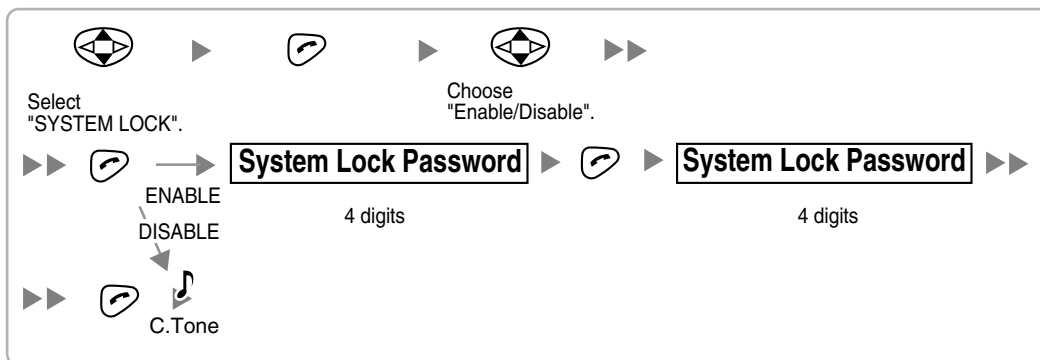 Select
"SYSTEM LOCK".
Choose
"Enable/Disable".
System Lock Password
System Lock Password
ENABLE
4 digits
4 digits
DISABLE
C.Tone